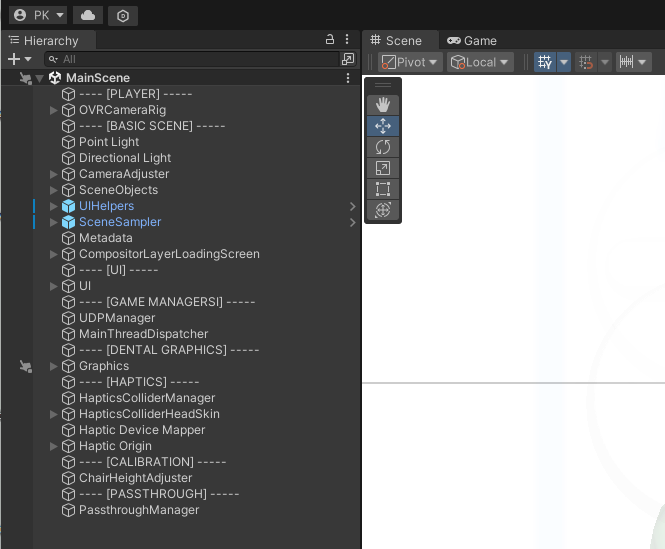 PK
Hierarchy
Scene
Game
All
Pivot
Local
MainScene
---- [PLAYER] -----
OVRCameraRig
---- [BASIC SCENE] -----
Point Light
Directional Light
CameraAdjuster
SceneObjects
UIHelpers
SceneSampler
Metadata
CompositorLayerLoadingScreen
---- [UI] -----
UI
---- [GAME MANAGERSI] -----
UDPManager
MainThreadDispatcher
---- [DENTAL GRAPHICS] -----
Graphics
---- [HAPTICS] -----
HapticsColliderManager
HapticsColliderHeadSkin
Haptic Device Mapper
Haptic Origin
---- [CALIBRATION] -----
ChairHeightAdjuster
---- [PASSTHROUGH] -----
PassthroughManager